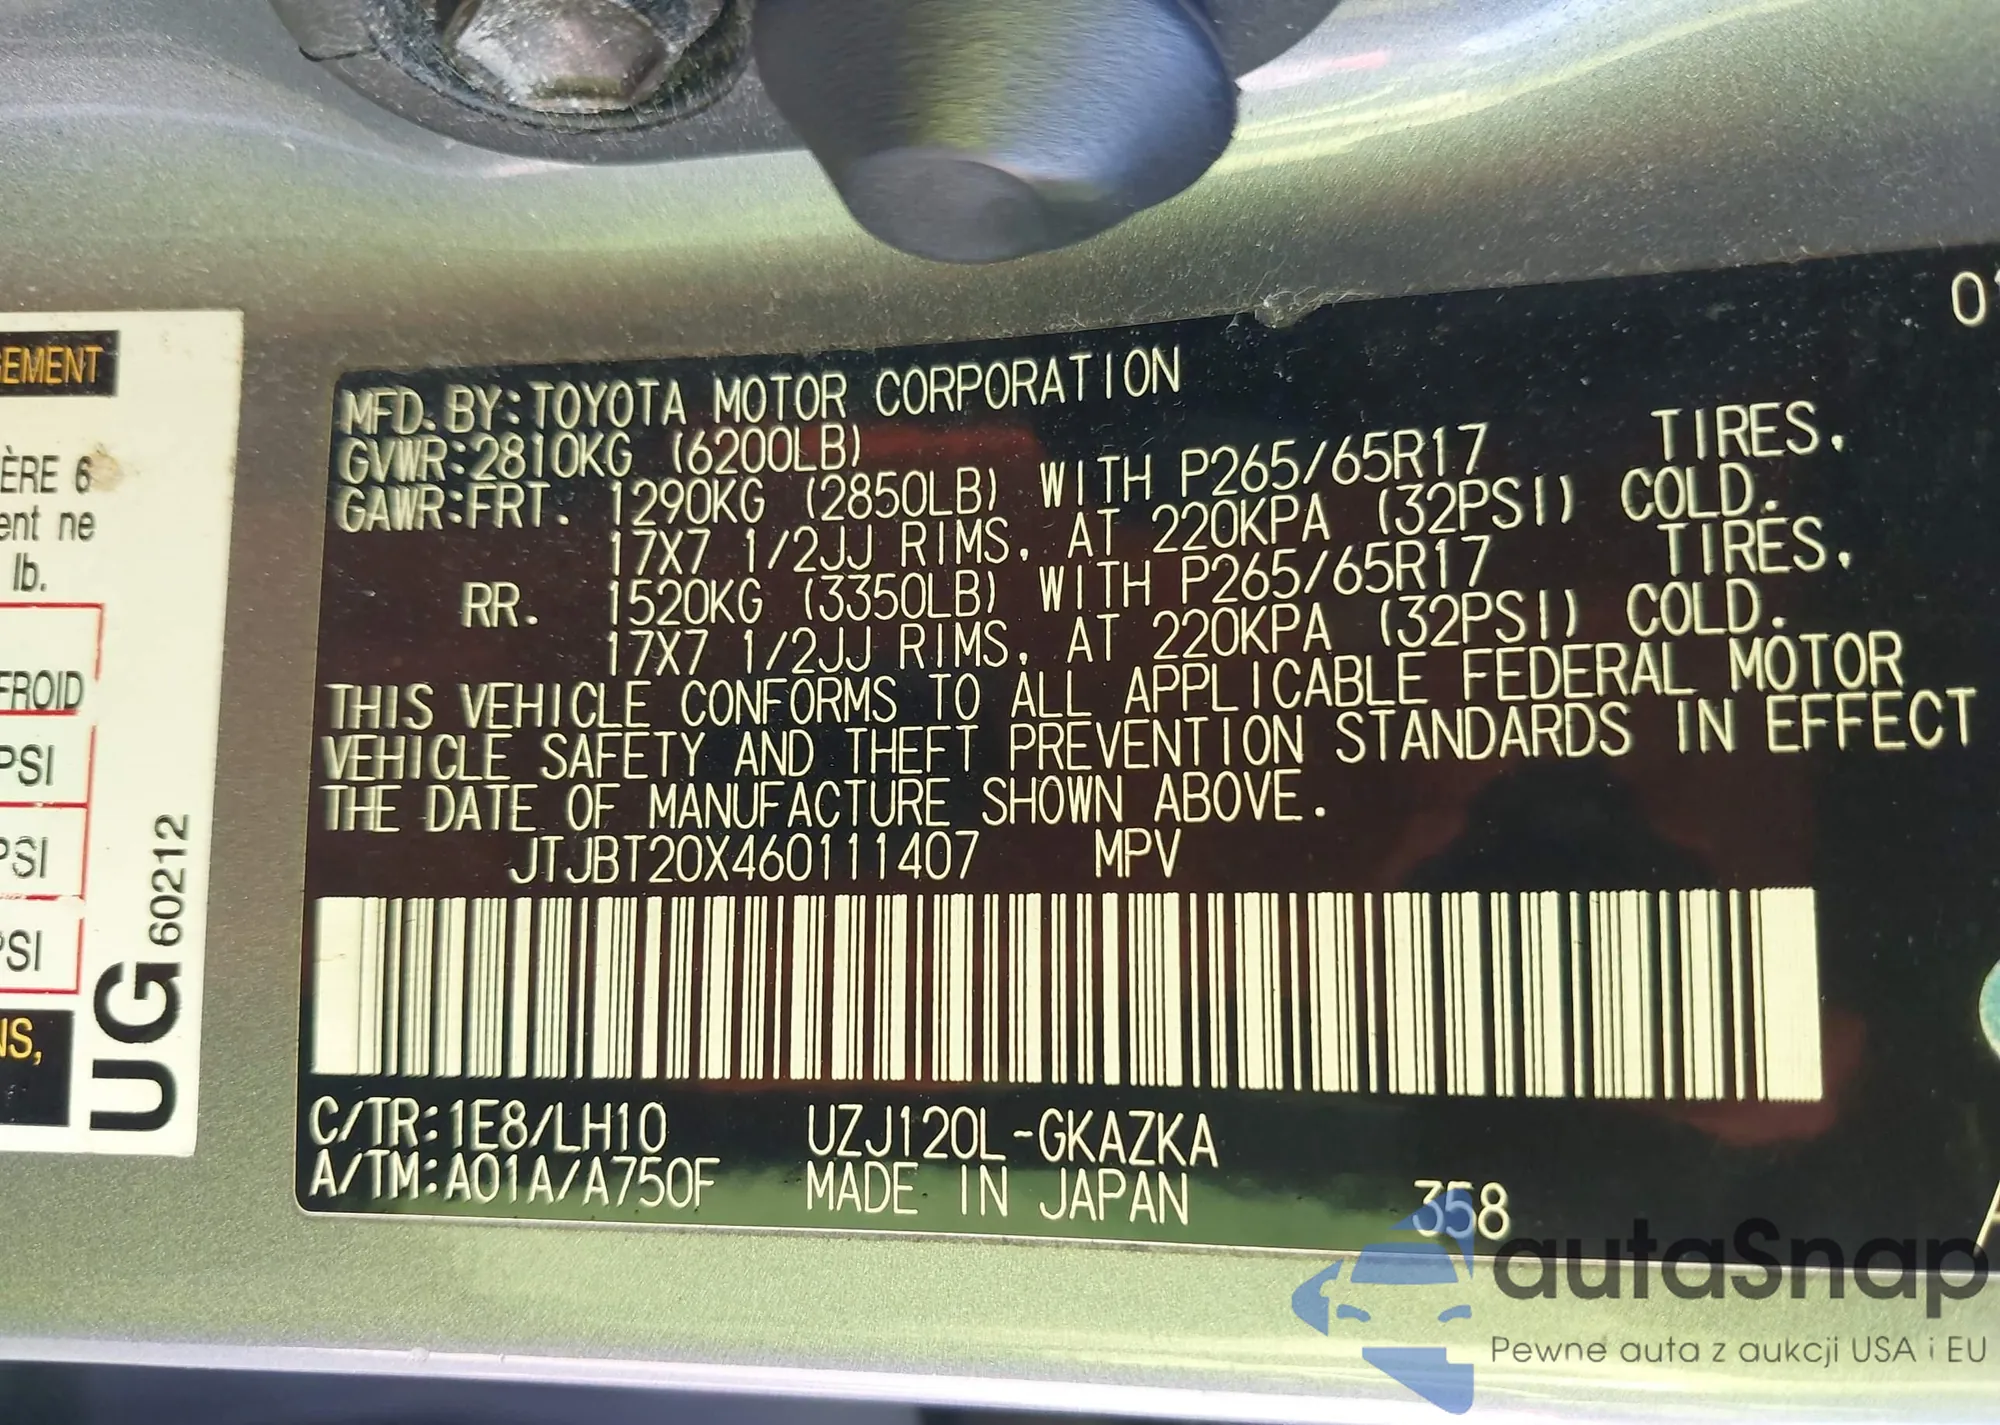 GEMENT
ÈRE 6
ent ne
lb.
FROID
PSI
PSI
PSI
NS,
UG 60212
01
MFD. BY: TOYOTA MOTOR CORPORATION
GVWR: 2810KG (6200LB)
GAWR: FRT. 1290KG (2850LB) WITH P265/65R17 TIRES,
17X7 1/2JJ RIMS, AT 220KPA (32PSI) COLD.
RR. 1520KG (3350LB) WITH P265/65R17 TIRES,
17X7 1/2JJ RIMS, AT 220KPA (32PSI) COLD.
THIS VEHICLE CONFORMS TO ALL APPLICABLE FEDERAL MOTOR
VEHICLE SAFETY AND THEFT PREVENTION STANDARDS IN EFFECT
THE DATE OF MANUFACTURE SHOWN ABOVE.
JTJBT20X460111407 MPV
C/TR: 1E8/LH10 UZJ120L-GKAZKA
A/TM: A01A/A750F MADE IN JAPAN 358
autaSnap
Pewne auta z aukcji USA i EU